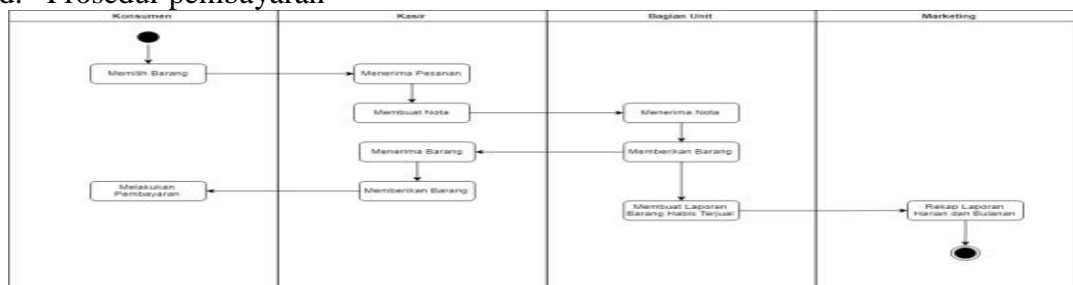 d. Prosedur pembayaran
Konsumen
Kasir
Bagian Unit
Marketing
Memilih Barang
Menerima Pesanan
Membuat Nota
Menerima Nota
Menerima Barang
Memberikan Barang
Melakukan
Pembayaran
Memberikan Barang
Membuat Laporan
Barang Habis Terjual
Rekap Laporan
Harian dan Bulanan